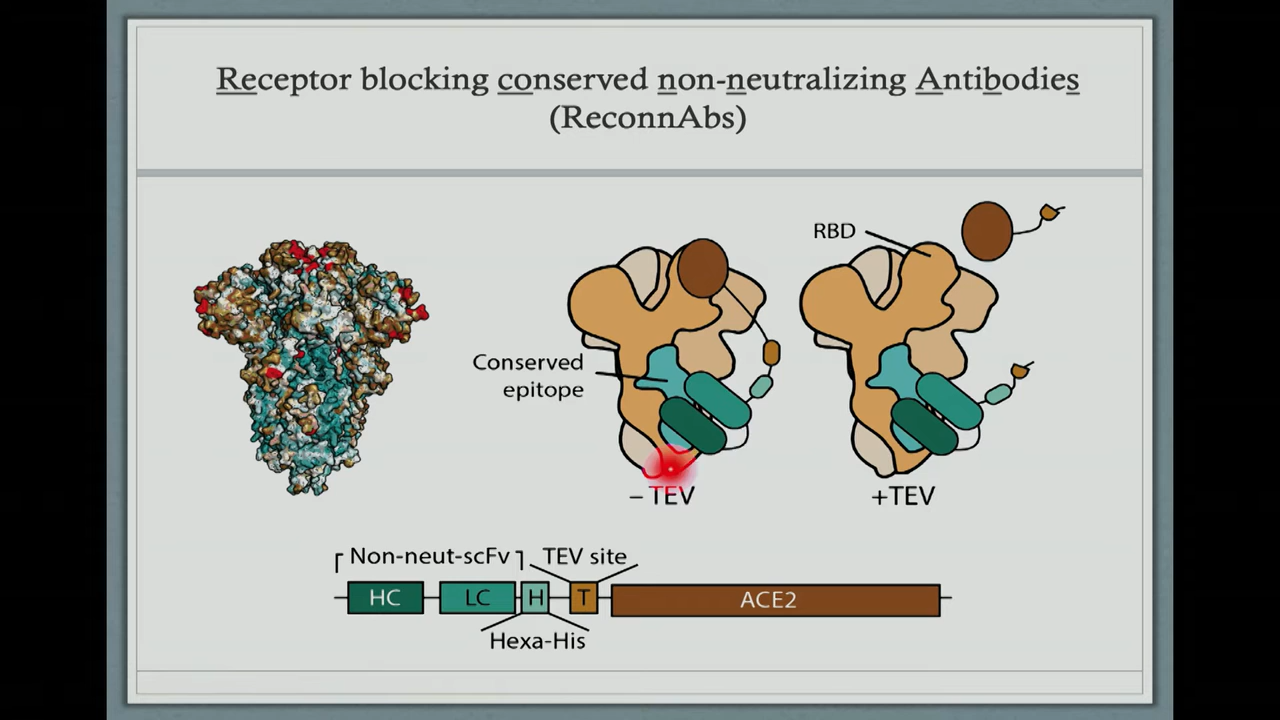 Receptor blocking conserved non-neutralizing Antibodies
(ReconnAbs)
RBD
Conserved
epitope
– TEV
+TEV
Non-neut-scFv
TEV site
HC
LC
H
T
ACE2
Hexa-His